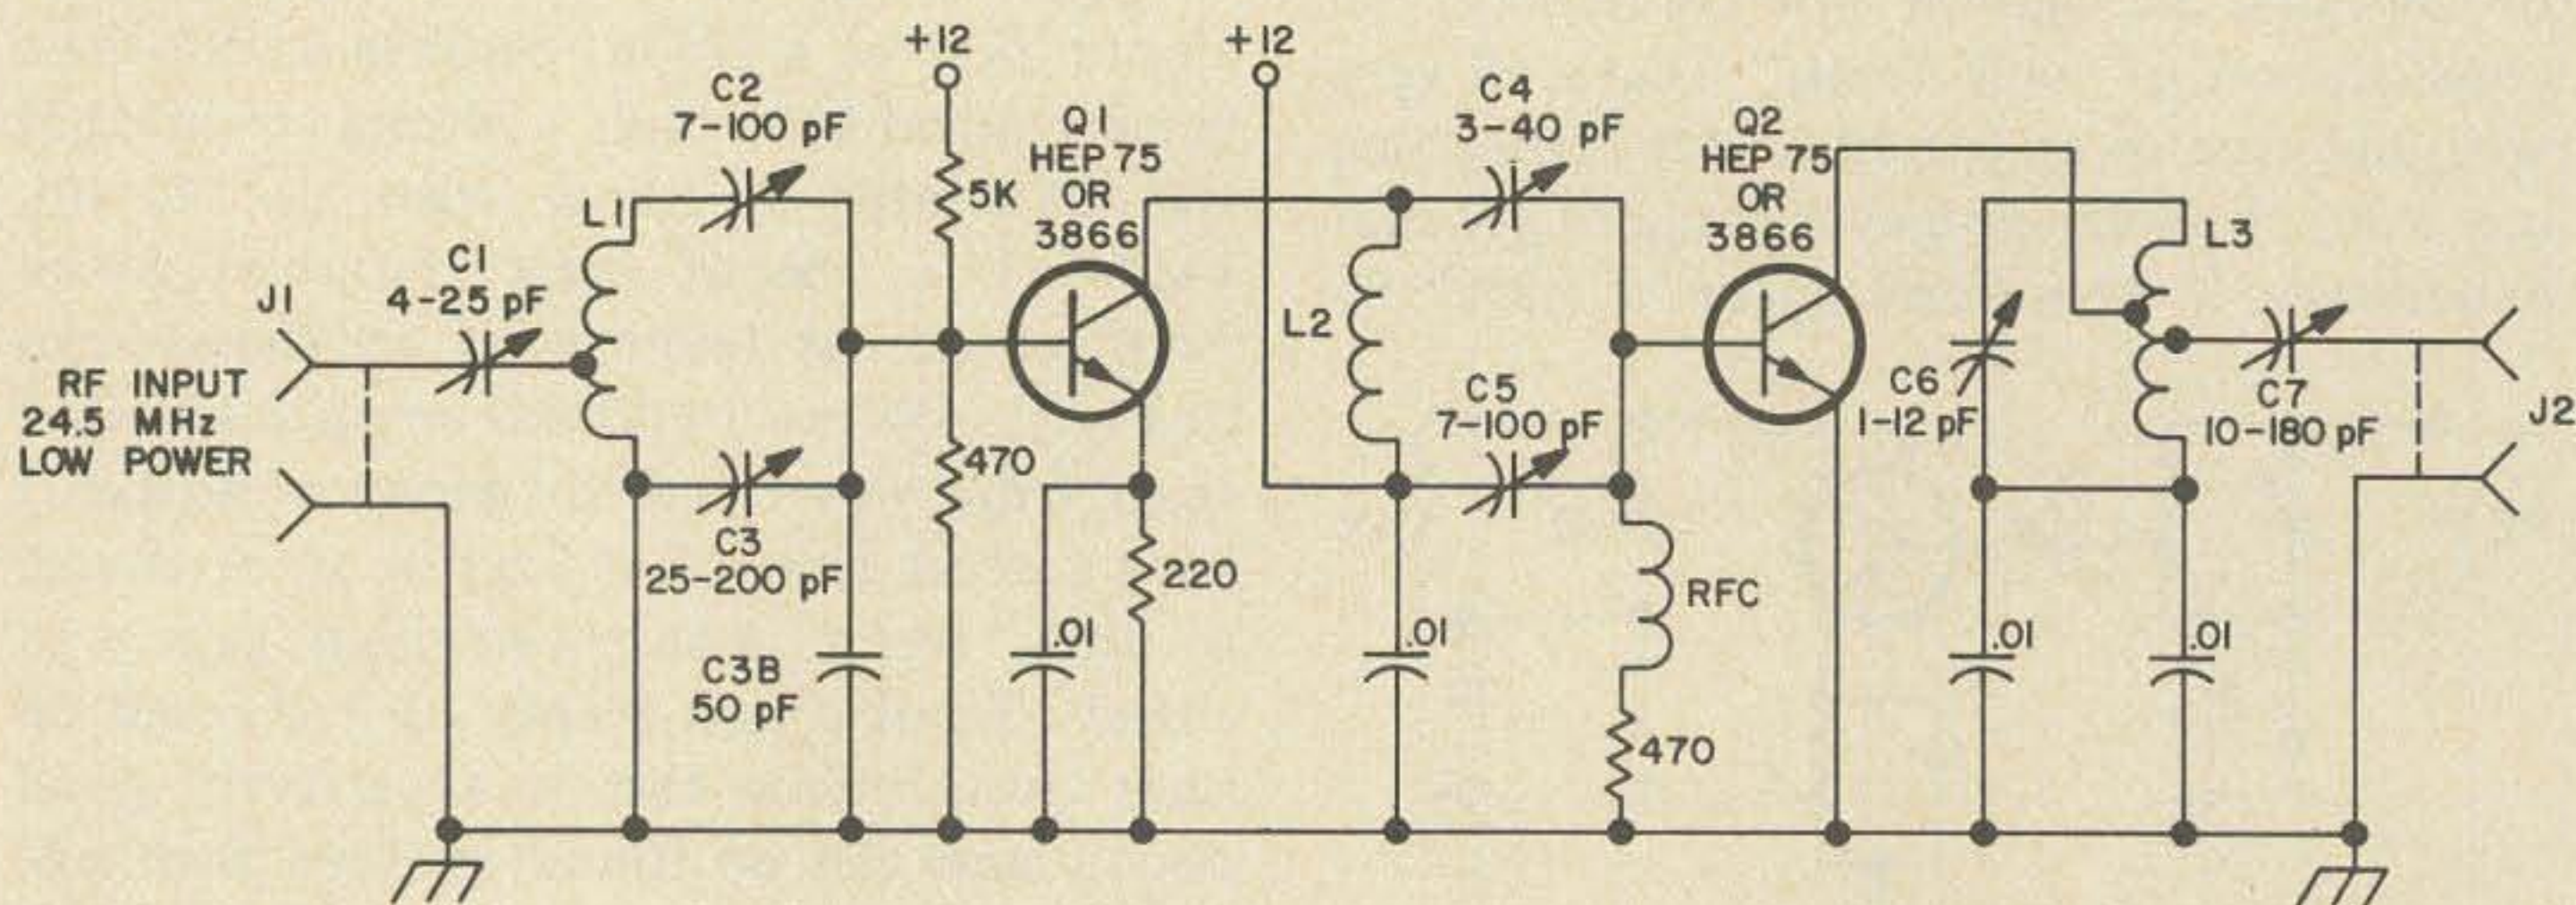 +12
+12
C2
7-100 pF
C4
3-40 pF
Q1
HEP 75
OR
3866
Q2
HEP 75
OR
3866
5K
L1
L3
C1
4-25 pF
J1
L2
RF INPUT
24.5 MHz
LOW POWER
C5
7-100 pF
C6
1-12 pF
C7
10-180 pF
J2
470
C3
25-200 pF
220
RFC
.01
.01
.01
.01
C3B
50 pF
470